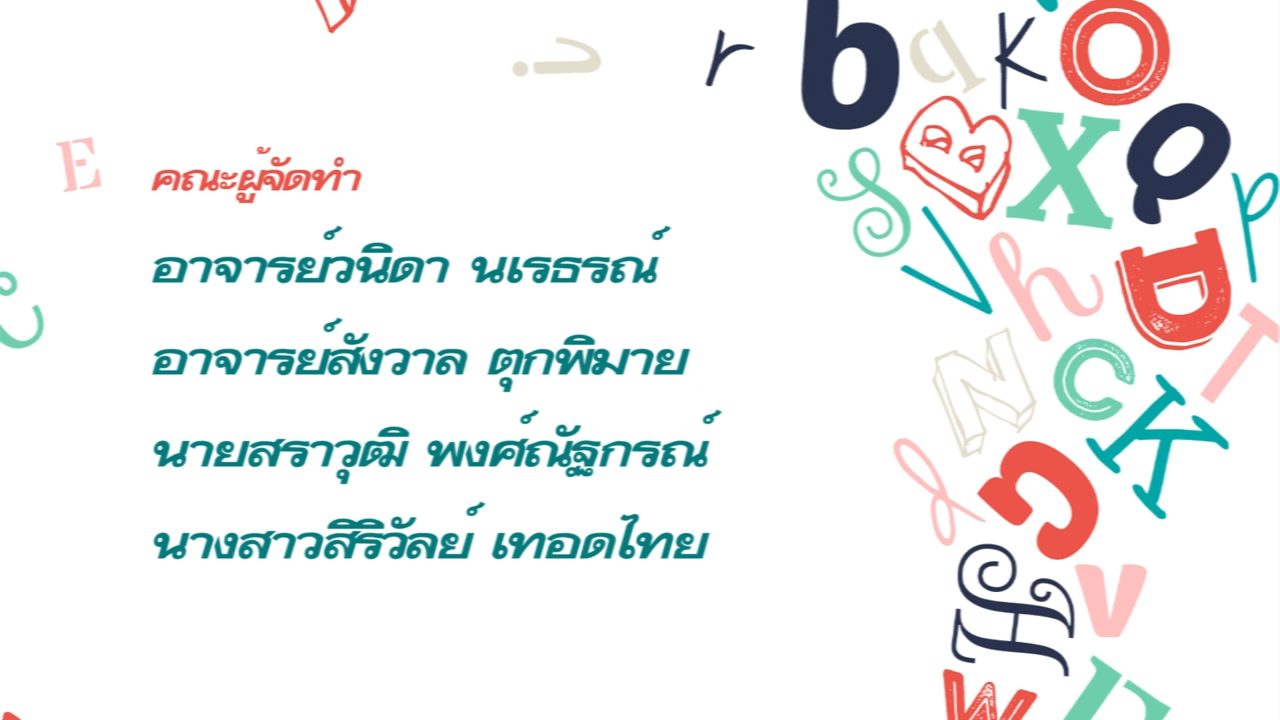 คณะผู้จัดทำ
อาจารย์วนิดา นเรธรณ์
อาจารย์สังวาล ตุกพิมาย
นายสราวุฒิ พงศ์ณัฐกรณ์
นางสาวสิริวัลย์ เทอดไทย